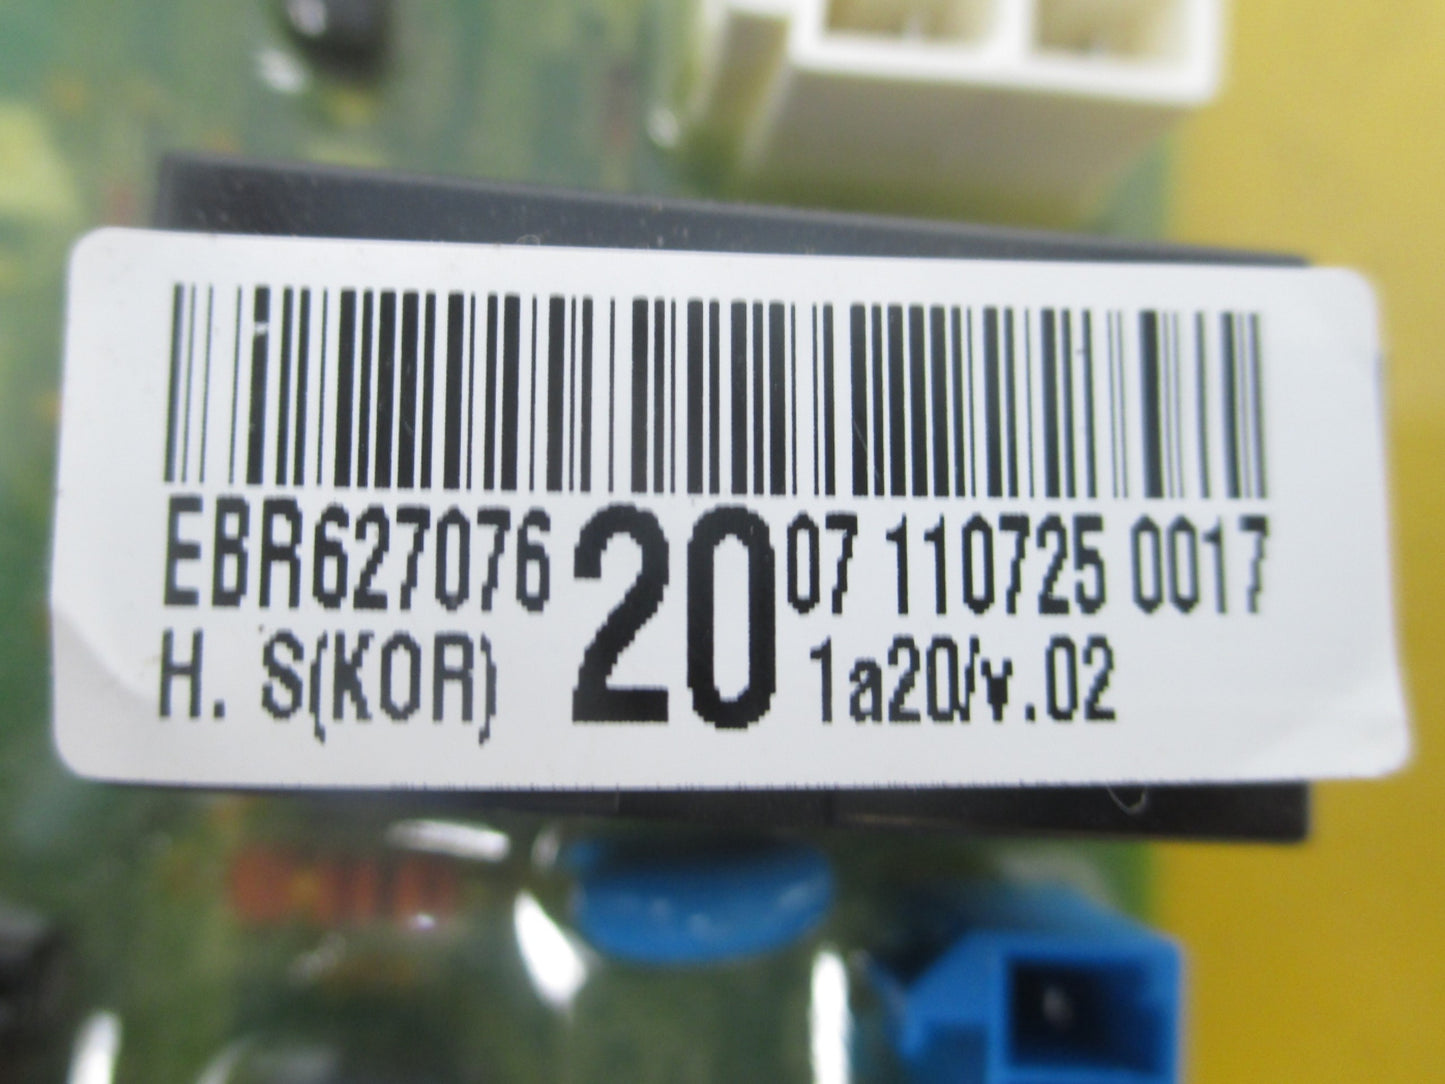 EBR627076 20 07 110725 0017
H. S(KOR) 1a20/v.02